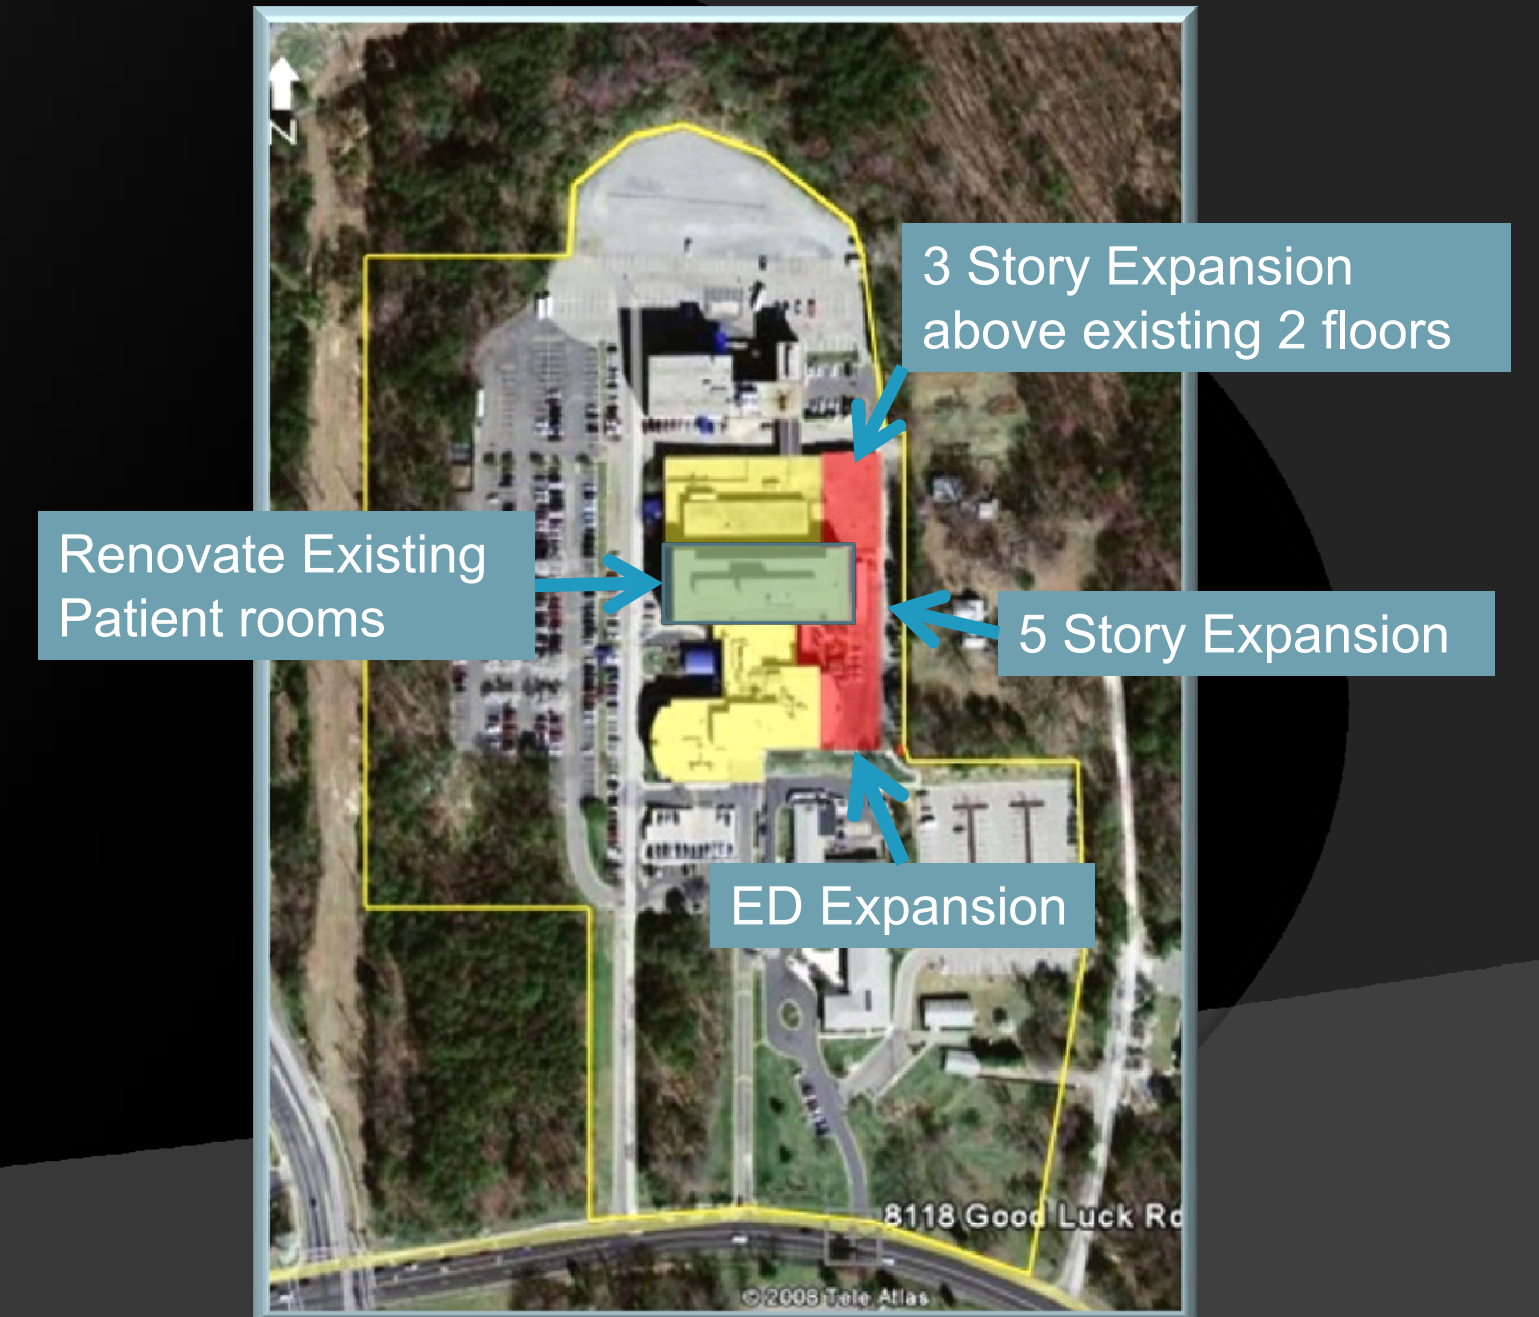 N
3 Story Expansion
above existing 2 floors
Renovate Existing
Patient rooms
5 Story Expansion
ED Expansion
8118 Good Luck Rd
© 2008 Tele Atlas